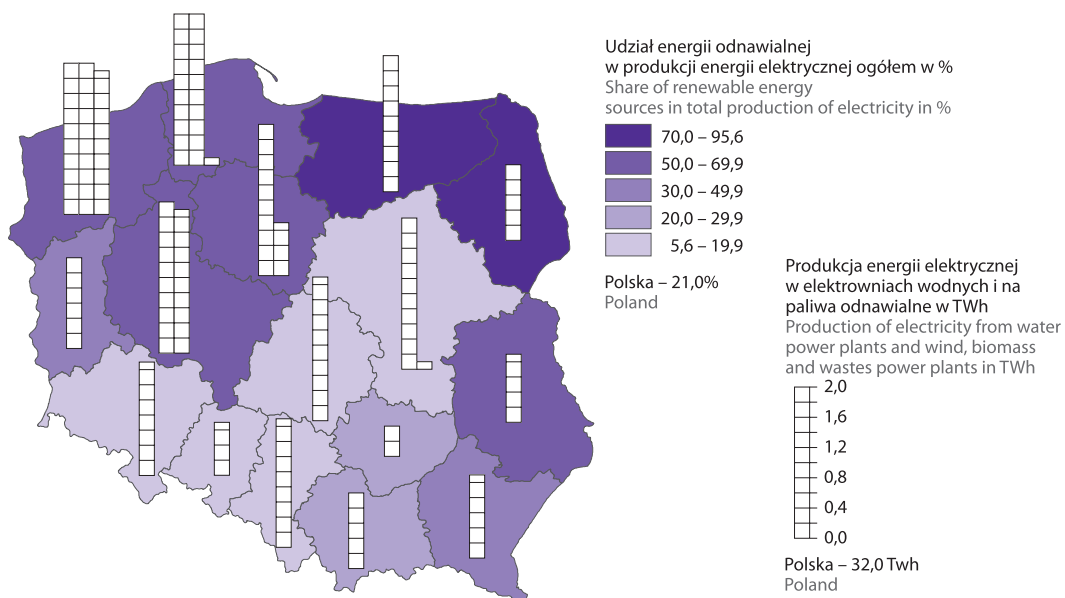 Udział energii odnawialnej
w produkcji energii elektrycznej ogółem w %
Share of renewable energy
sources in total production of electricity in %
70,0 – 95,6
50,0 – 69,9
30,0 – 49,9
20,0 – 29,9
5,6 – 19,9
Polska – 21,0%
Poland
Produkcja energii elektrycznej
w elektrowniach wodnych i na
paliwa odnawialne w TWh
Production of electricity from water
power plants and wind, biomass
and wastes power plants in TWh
2,0
1,6
1,2
0,8
0,4
0,0
Polska – 32,0 Twh
Poland